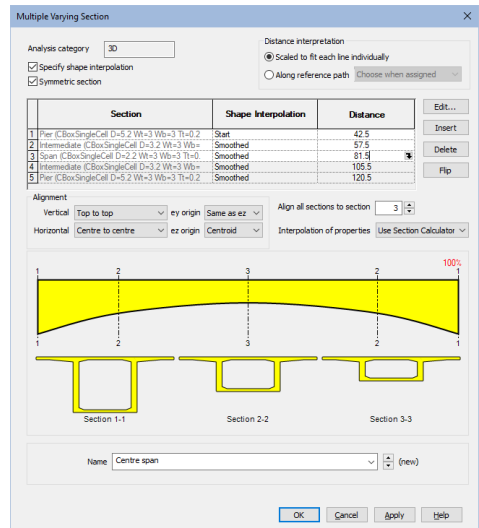 Multiple Varying Section
Analysis category 3D
Specify shape interpolation
Symmetric section
Distance interpretation
Scaled to fit each line individually
Along reference path Choose when assigned
Section Shape Interpolation Distance
1 Pier (CBoxSingleCell D=5.2 Wt=3 Wb=3 Tt=0.2 Start 42.5
2 Intermediate (CBoxSingleCell D=3.2 Wt=3 Wb= Smoothed 57.5
3 Span (CBoxSingleCell D=2.2 Wt=3 Wb=3 Tt=0. Smoothed 81.5
4 Intermediate (CBoxSingleCell D=3.2 Wt=3 Wb= Smoothed 105.5
5 Pier (CBoxSingleCell D=5.2 Wt=3 Wb=3 Tt=0.2 Smoothed 120.5
Edit...
Insert
Delete
Flip
Alignment
Vertical Top to top ey origin Same as ez
Horizontal Centre to centre ez origin Centroid
Align all sections to section 3
Interpolation of properties Use Section Calculator
100%
1 2 3 2 1
1 2 3 2 1
Section 1-1 Section 2-2 Section 3-3
Name Centre span (new)
OK Cancel Apply Help